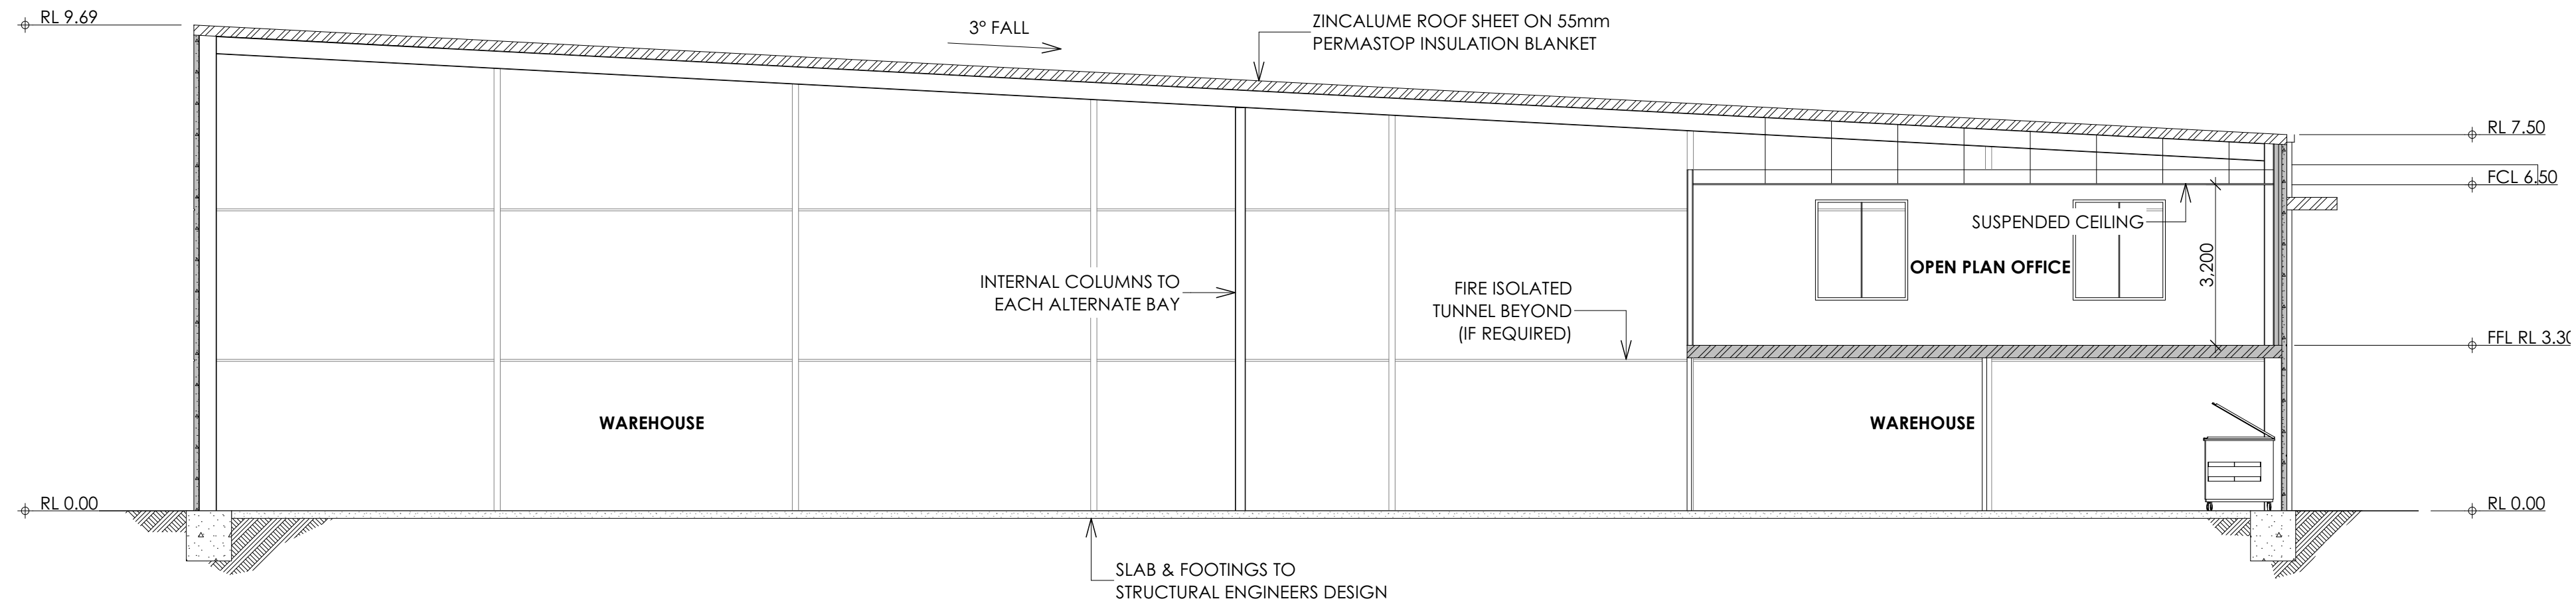 RL 9.69
3° FALL
ZINCALUME ROOF SHEET ON 55mm
PERMASTOP INSULATION BLANKET
RL 7.50
FCL 6.50
SUSPENDED CEILING
OPEN PLAN OFFICE
3,200
INTERNAL COLUMNS TO
EACH ALTERNATE BAY
FIRE ISOLATED
TUNNEL BEYOND
(IF REQUIRED)
FFL RL 3.30
WAREHOUSE
WAREHOUSE
RL 0.00
RL 0.00
SLAB & FOOTINGS TO
STRUCTURAL ENGINEERS DESIGN